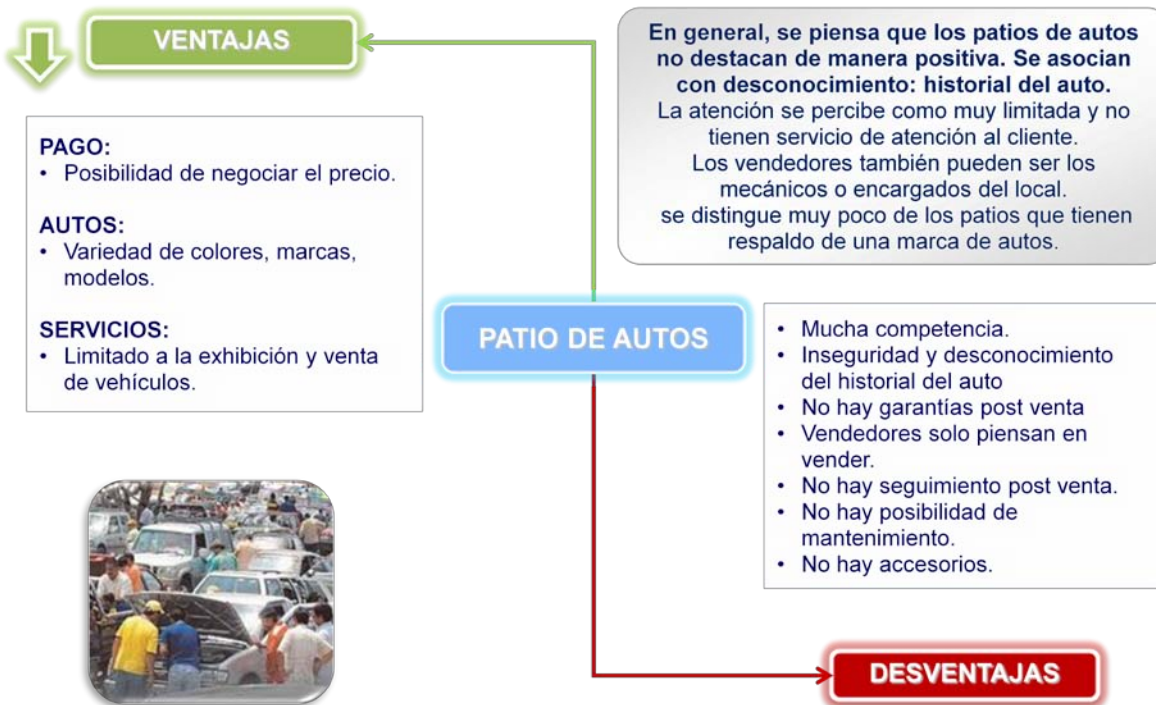 VENTAJAS
En general, se piensa que los patios de autos
no destacan de manera positiva. Se asocian
con desconocimiento: historial del auto.
La atención se percibe como muy limitada y no
tienen servicio de atención al cliente.
Los vendedores también pueden ser los
mecánicos o encargados del local.
se distingue muy poco de los patios que tienen
respaldo de una marca de autos.
PAGO:
• Posibilidad de negociar el precio.
AUTOS:
• Variedad de colores, marcas,
modelos.
SERVICIOS:
• Limitado a la exhibición y venta
de vehículos.
PATIO DE AUTOS
• Mucha competencia.
• Inseguridad y desconocimiento
del historial del auto
• No hay garantías post venta
• Vendedores solo piensan en
vender.
• No hay seguimiento post venta.
• No hay posibilidad de
mantenimiento.
• No hay accesorios.
DESVENTAJAS